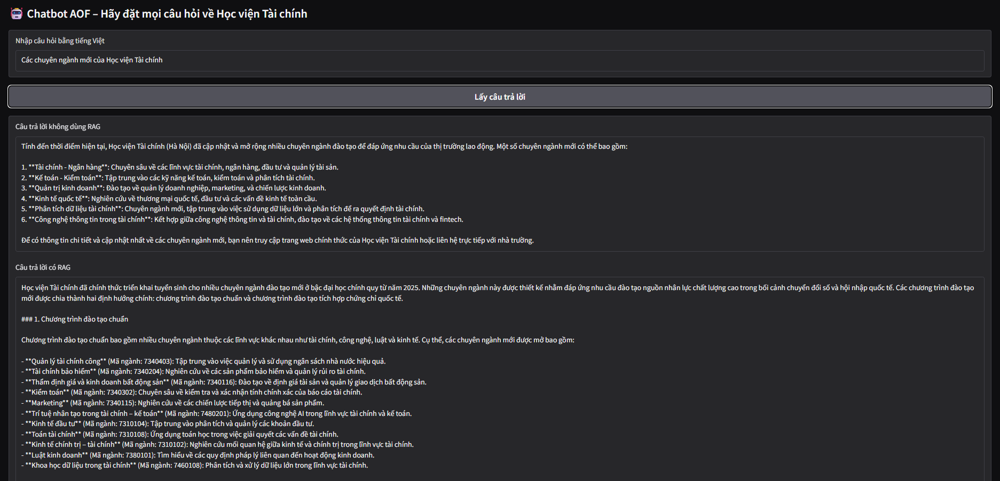 Chatbot AOF – Hãy đặt mọi câu hỏi về Học viện Tài chính
Nhập câu hỏi bằng tiếng Việt
Các chuyên ngành mới của Học viện Tài chính
Lấy câu trả lời
Câu trả lời không dùng RAG
Tính đến thời điểm hiện tại, Học viện Tài chính (Hà Nội) đã cập nhật và mở rộng nhiều chuyên ngành đào tạo để đáp ứng nhu cầu của thị trường lao động. Một số chuyên ngành mới có thể bao gồm:
1. **Tài chính - Ngân hàng**: Chuyên sâu về các lĩnh vực tài chính, ngân hàng, đầu tư và quản lý tài sản.
2. **Kế toán - Kiểm toán**: Tập trung vào các kỹ năng kế toán, kiểm toán và phân tích tài chính.
3. **Quản trị kinh doanh**: Đào tạo về quản lý doanh nghiệp, marketing, và chiến lược kinh doanh.
4. **Kinh tế quốc tế**: Nghiên cứu về thương mại quốc tế, đầu tư và các vấn đề kinh tế toàn cầu.
5. **Phân tích dữ liệu tài chính**: Chuyên ngành mới, tập trung vào việc sử dụng dữ liệu lớn và phân tích để ra quyết định tài chính.
6. **Công nghệ thông tin trong tài chính**: Kết hợp giữa công nghệ thông tin và tài chính, đào tạo về các hệ thống thông tin tài chính và fintech.
Để có thông tin chi tiết và cập nhật nhất về các chuyên ngành mới, bạn nên truy cập trang web chính thức của Học viện Tài chính hoặc liên hệ trực tiếp với nhà trường.
Câu trả lời có RAG
Học viện Tài chính đã chính thức triển khai tuyển sinh cho nhiều chuyên ngành đào tạo mới ở bậc đại học chính quy từ năm 2025. Những chuyên ngành này được thiết kế nhằm đáp ứng nhu cầu đào tạo nguồn nhân lực chất lượng cao trong bối cảnh chuyển đổi số và hội nhập quốc tế. Các chương trình đào tạo
mới được chia thành hai định hướng chính: chương trình đào tạo chuẩn và chương trình đào tạo tích hợp chứng chỉ quốc tế.
### 1. Chương trình đào tạo chuẩn
Chương trình đào tạo chuẩn bao gồm nhiều chuyên ngành thuộc các lĩnh vực khác nhau như tài chính, công nghệ, luật và kinh tế. Cụ thể, các chuyên ngành mới được mở bao gồm:
- **Quản lý tài chính công** (Mã ngành: 7340403): Tập trung vào việc quản lý và sử dụng ngân sách nhà nước hiệu quả.
- **Tài chính bảo hiểm** (Mã ngành: 7340204): Nghiên cứu về các sản phẩm bảo hiểm và quản lý rủi ro tài chính.
- **Thẩm định giá và kinh doanh bất động sản** (Mã ngành: 7340116): Đào tạo về định giá tài sản và quản lý giao dịch bất động sản.
- **Kiểm toán** (Mã ngành: 7340302): Chuyên sâu về kiểm tra và xác nhận tính chính xác của báo cáo tài chính.
- **Marketing** (Mã ngành: 7340115): Nghiên cứu về các chiến lược tiếp thị và quảng bá sản phẩm.
- **Trí tuệ nhân tạo trong tài chính – kế toán** (Mã ngành: 7480201): Ứng dụng công nghệ AI trong lĩnh vực tài chính và kế toán.
- **Kinh tế đầu tư** (Mã ngành: 7310104): Tập trung vào phân tích và quản lý các khoản đầu tư.
- **Toán tài chính** (Mã ngành: 7310108): Ứng dụng toán học trong việc giải quyết các vấn đề tài chính.
- **Kinh tế chính trị – tài chính** (Mã ngành: 7310102): Nghiên cứu mối quan hệ giữa kinh tế và chính trị trong lĩnh vực tài chính.
- **Luật kinh doanh** (Mã ngành: 7380101): Tìm hiểu về các quy định pháp lý liên quan đến hoạt động kinh doanh.
- **Khoa học dữ liệu trong tài chính** (Mã ngành: 7460108): Phân tích và xử lý dữ liệu lớn trong lĩnh vực tài chính.